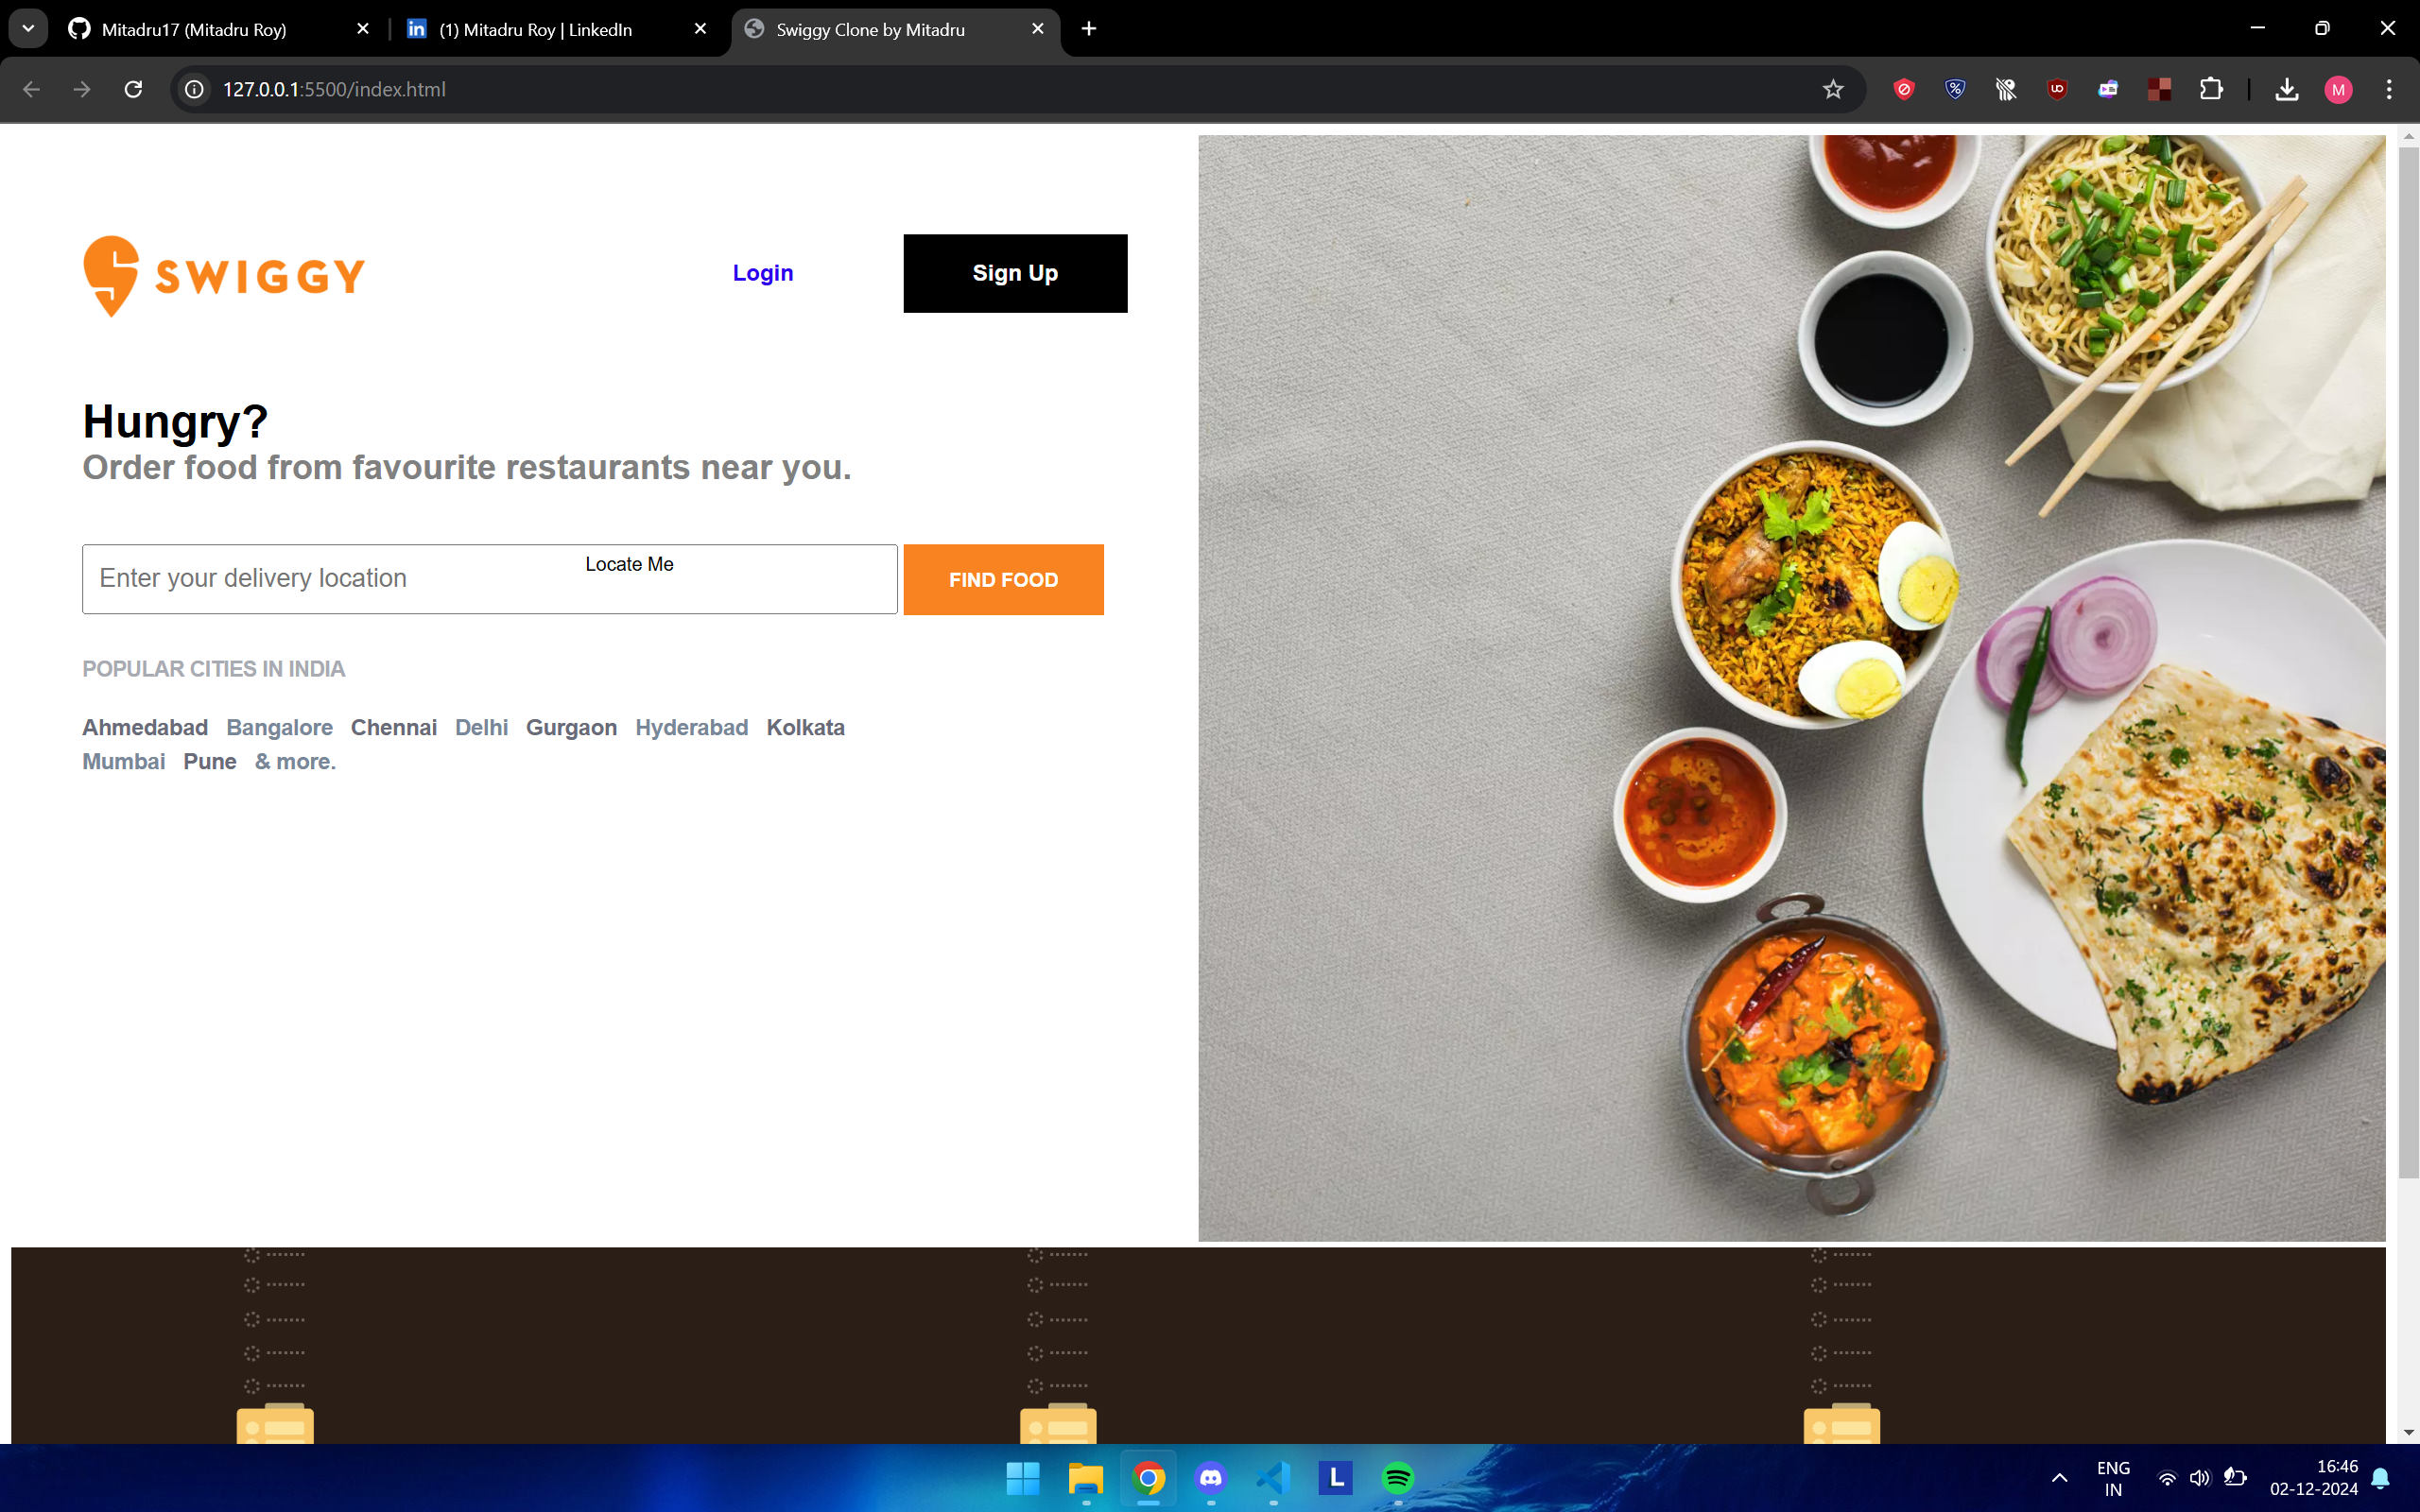 Mitadru17 (Mitadru Roy)
(1) Mitadru Roy | LinkedIn
Swiggy Clone by Mitadru
127.0.0.1:5500/index.html
M
SWIGGY
Login
Sign Up
Hungry?
Order food from favourite restaurants near you.
Enter your delivery location
Locate Me
FIND FOOD
POPULAR CITIES IN INDIA
Ahmedabad Bangalore Chennai Delhi Gurgaon Hyderabad Kolkata
Mumbai Pune & more.
L
ENG
IN
16:46
02-12-2024